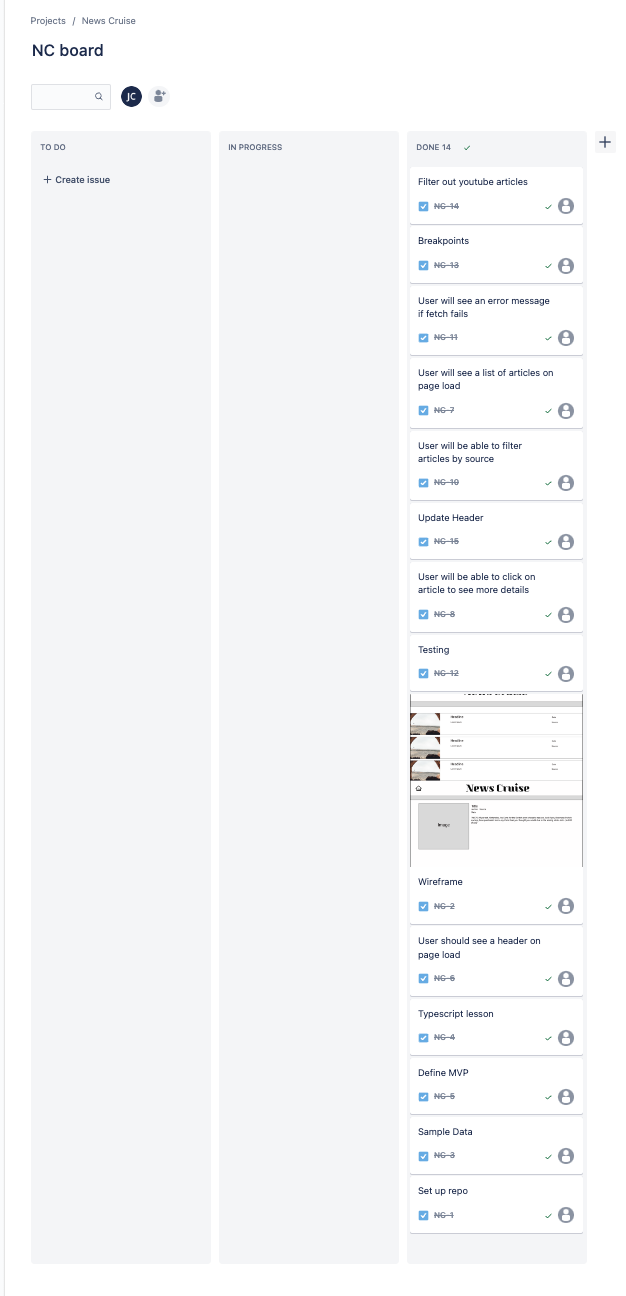 Projects / News Cruise
NC board
JC
TO DO
+ Create issue
IN PROGRESS
DONE 14
Filter out youtube articles
NC-14
Breakpoints
NC-13
User will see an error message
if fetch fails
NC-11
User will see a list of articles on
page load
NC-7
User will be able to filter
articles by source
NC-10
Update Header
NC-15
User will be able to click on
article to see more details
NC-8
Testing
NC-12
News Cruise
Headline
Headline
Headline
News Cruise
Image
Title
Wireframe
NC-2
User should see a header on
page load
NC-6
Typescript lesson
NC-4
Define MVP
NC-5
Sample Data
NC-3
Set up repo
NC-1